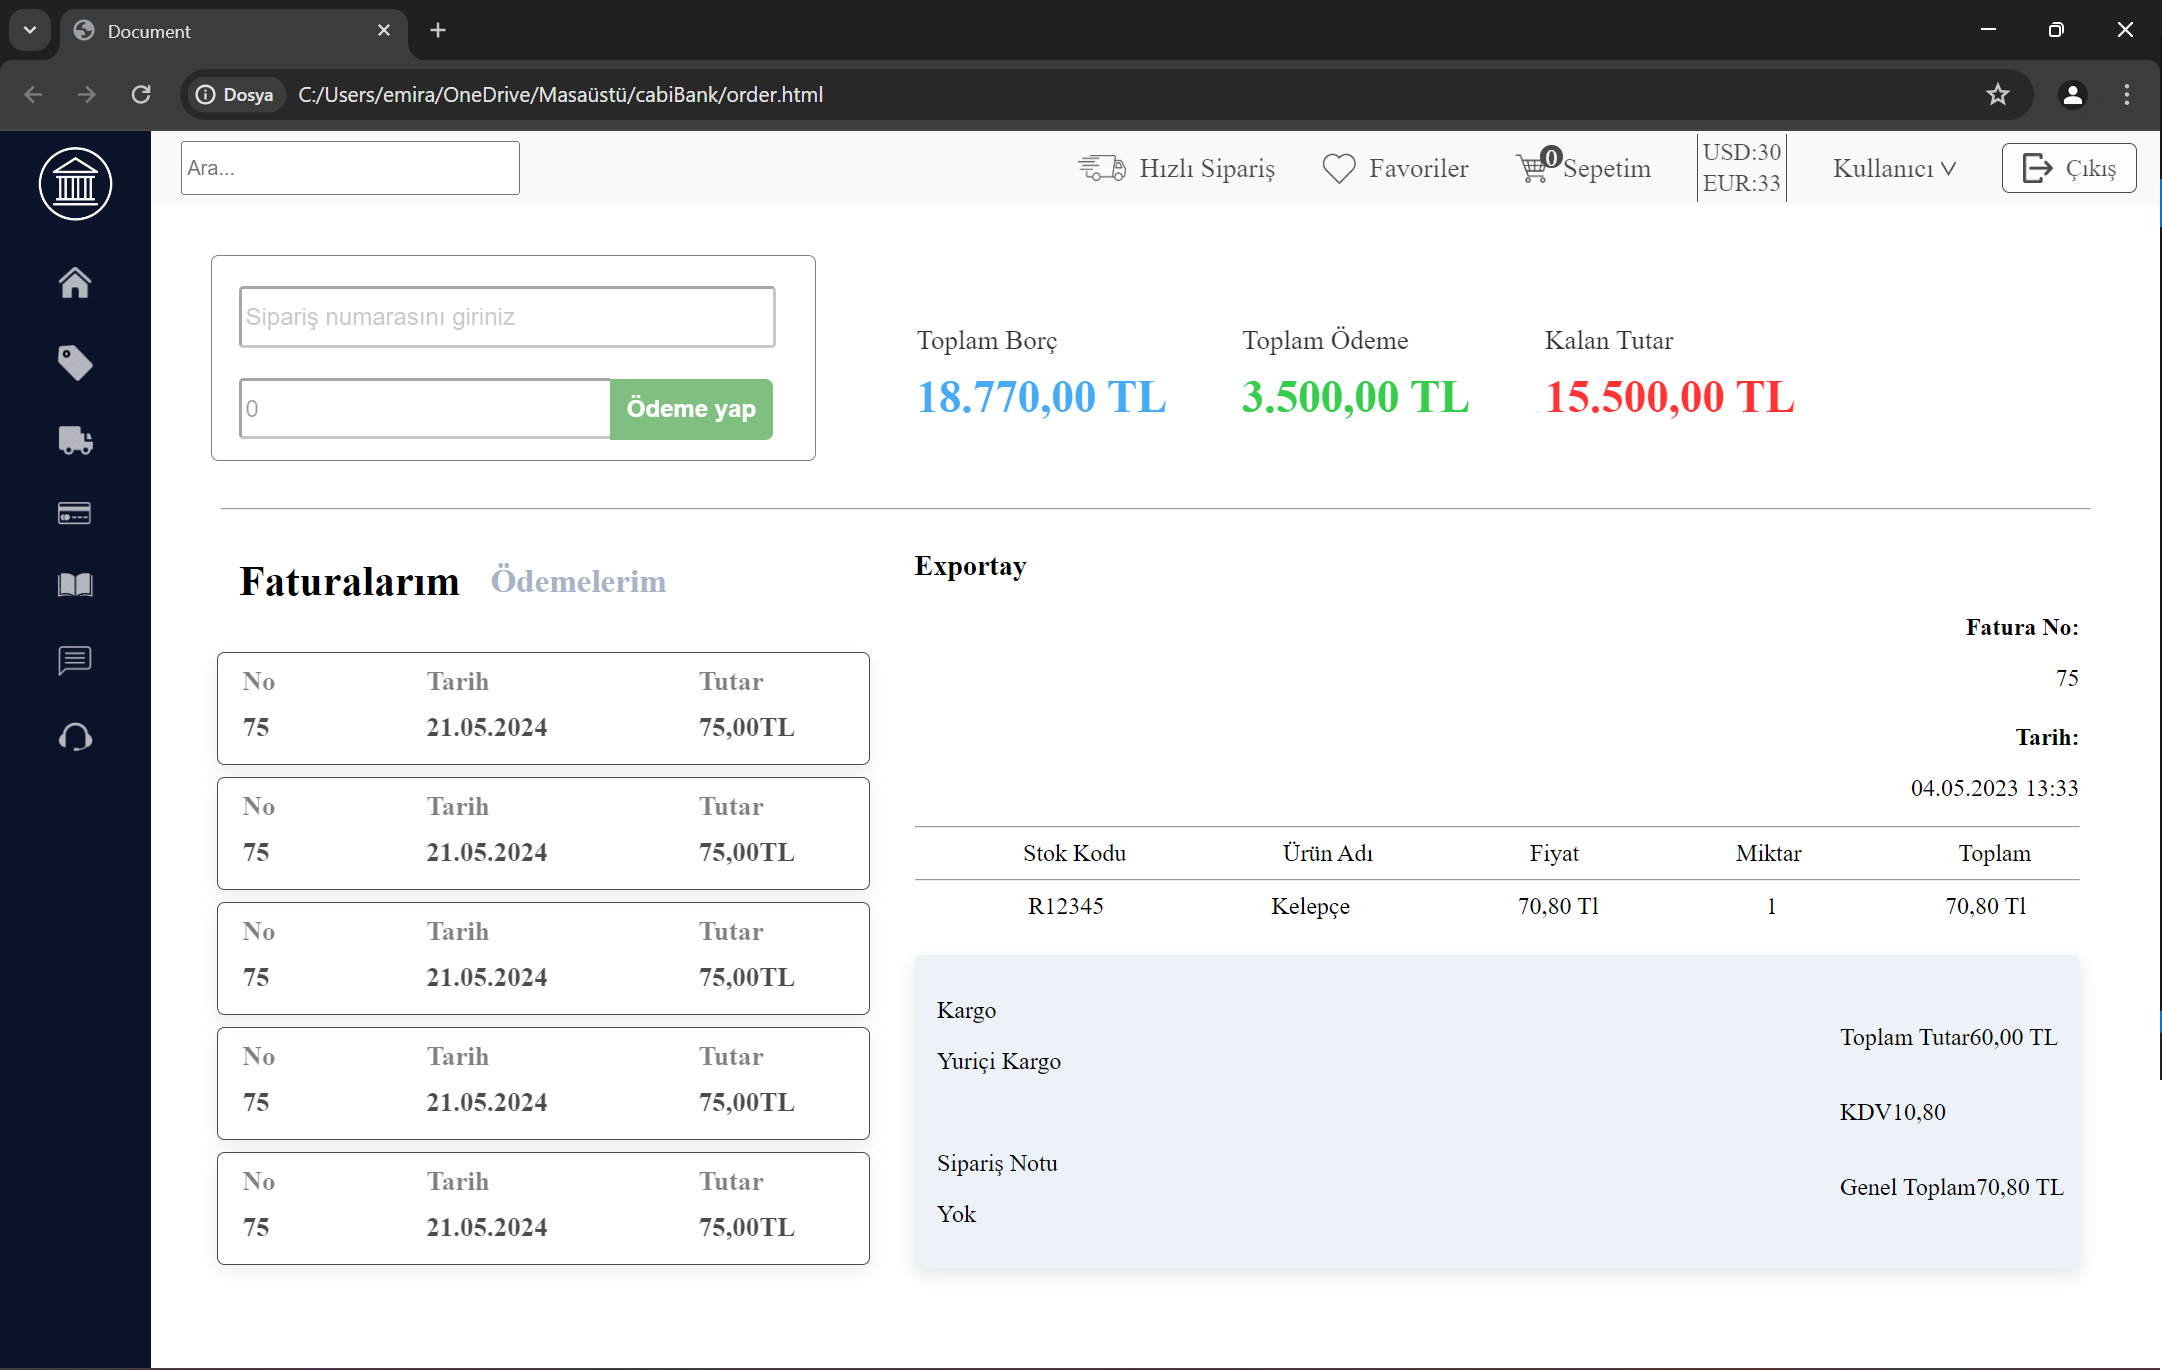 Document
Dosya
C:/Users/emira/OneDrive/Masaüstü/cabiBank/order.html
Ara...
Hızlı Sipariş
Favoriler
0
Sepetim
USD:30
EUR:33
Kullanıcı
Çıkış
Sipariş numarasını giriniz
0
Ödeme yap
Toplam Borç
18.770,00 TL
Toplam Ödeme
3.500,00 TL
Kalan Tutar
15.500,00 TL
Faturalarım Ödemelerim
No Tarih Tutar
75 21.05.2024 75,00TL
No Tarih Tutar
75 21.05.2024 75,00TL
No Tarih Tutar
75 21.05.2024 75,00TL
No Tarih Tutar
75 21.05.2024 75,00TL
No Tarih Tutar
75 21.05.2024 75,00TL
Exportay
Fatura No:
75
Tarih:
04.05.2023 13:33
Stok Kodu Ürün Adı Fiyat Miktar Toplam
R12345 Kelepçe 70,80 Tl 1 70,80 Tl
Kargo
Yuriçi Kargo
Sipariş Notu
Yok
Toplam Tutar60,00 TL
KDV10,80
Genel Toplam70,80 TL